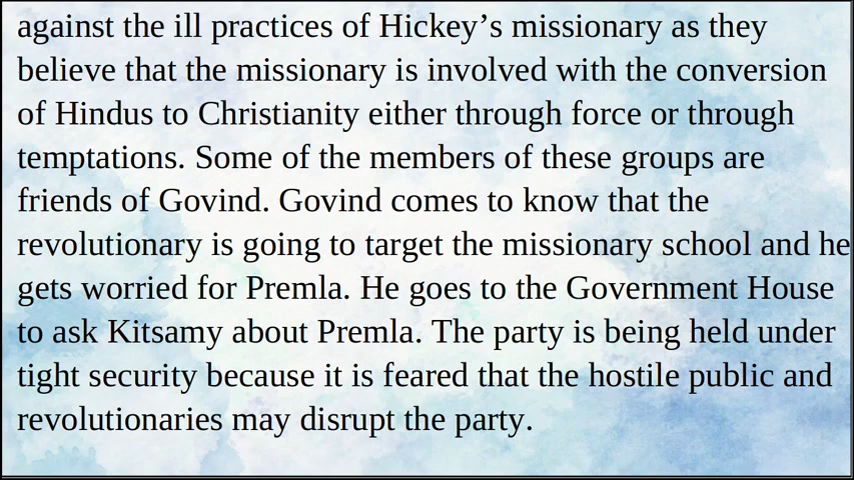 against the ill practices of Hickey’s missionary as they
believe that the missionary is involved with the conversion
of Hindus to Christianity either through force or through
temptations. Some of the members of these groups are
friends of Govind. Govind comes to know that the
revolutionary is going to target the missionary school and he
gets worried for Premla. He goes to the Government House
to ask Kitsamy about Premla. The party is being held under
tight security because it is feared that the hostile public and
revolutionaries may disrupt the party.